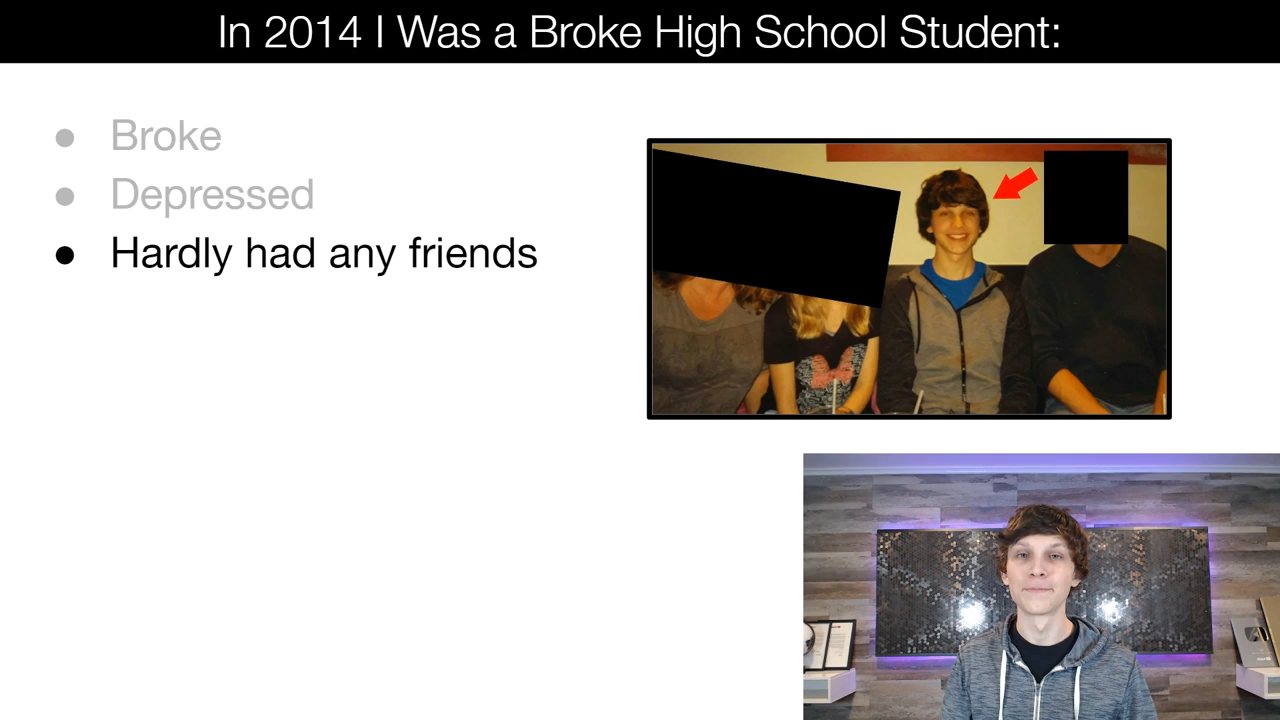 In 2014 I Was a Broke High School Student:
Broke
Depressed
Hardly had any friends